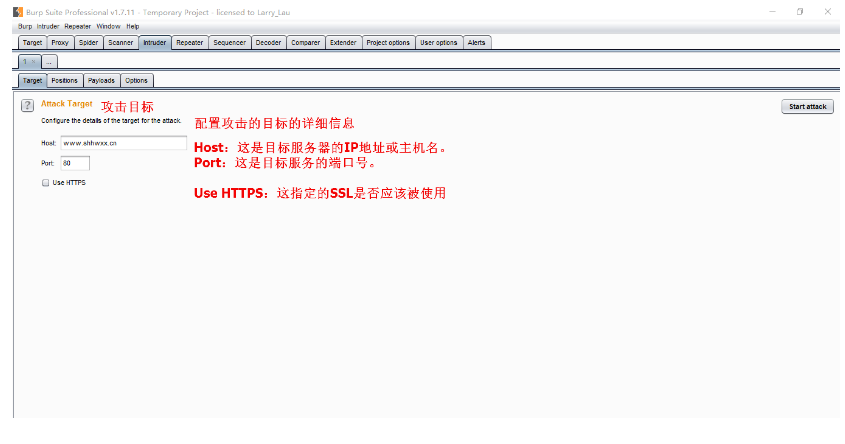 Burp Suite Professional v1.7.11 - Temporary Project - licensed to Larry_Lau
Burp Intruder Repeater Window Help
Target Proxy Spider Scanner Intruder Repeater Sequencer Decoder Comparer Extender Project options User options Alerts
1 × ...
Target Positions Payloads Options
? Attack Target 攻击目标 Start attack
Configure the details of the target for the attack. 配置攻击的目标的详细信息
Host: www.shhwxx.cn Host：这是目标服务器的IP地址或主机名。
Port: 80 Port：这是目标服务的端口号。
Use HTTPS Use HTTPS：这指定的SSL是否应该被使用